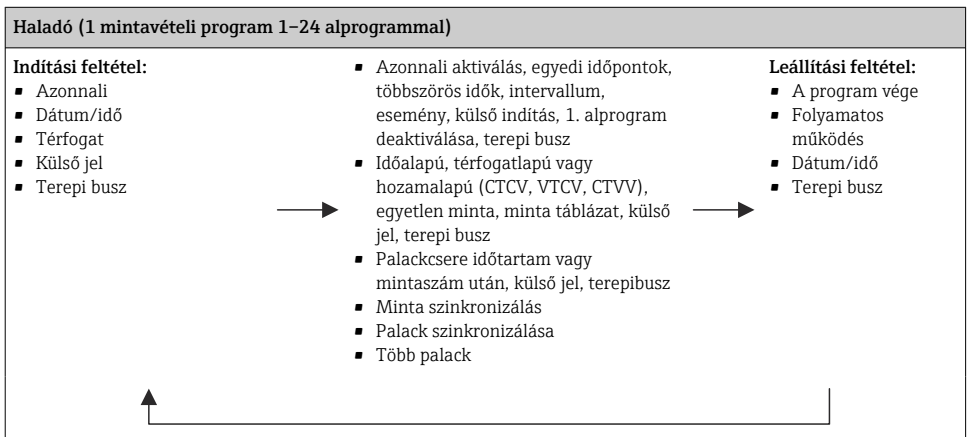 Haladó (1 mintavételi program 1–24 alprogrammal)
Indítási feltétel:
▪ Azonnali
▪ Dátum/idő
▪ Térfogat
▪ Külső jel
▪ Terepi busz
▪ Azonnali aktiválás, egyedi időpontok,
többszörös idők, intervallum,
esemény, külső indítás, 1. alprogram
deaktiválása, terepi busz
▪ Időalapú, térfogatlapú vagy
hozamalapú (CTCV, VTCV, CTVV),
egyetlen minta, minta táblázat, külső
jel, terepi busz
▪ Palackcsere időtartam vagy
mintaszám után, külső jel, terepibusz
▪ Minta szinkronizálás
▪ Palack szinkronizálása
▪ Több palack
Leállítási feltétel:
▪ A program vége
▪ Folyamatos
működés
▪ Dátum/idő
▪ Terepi busz